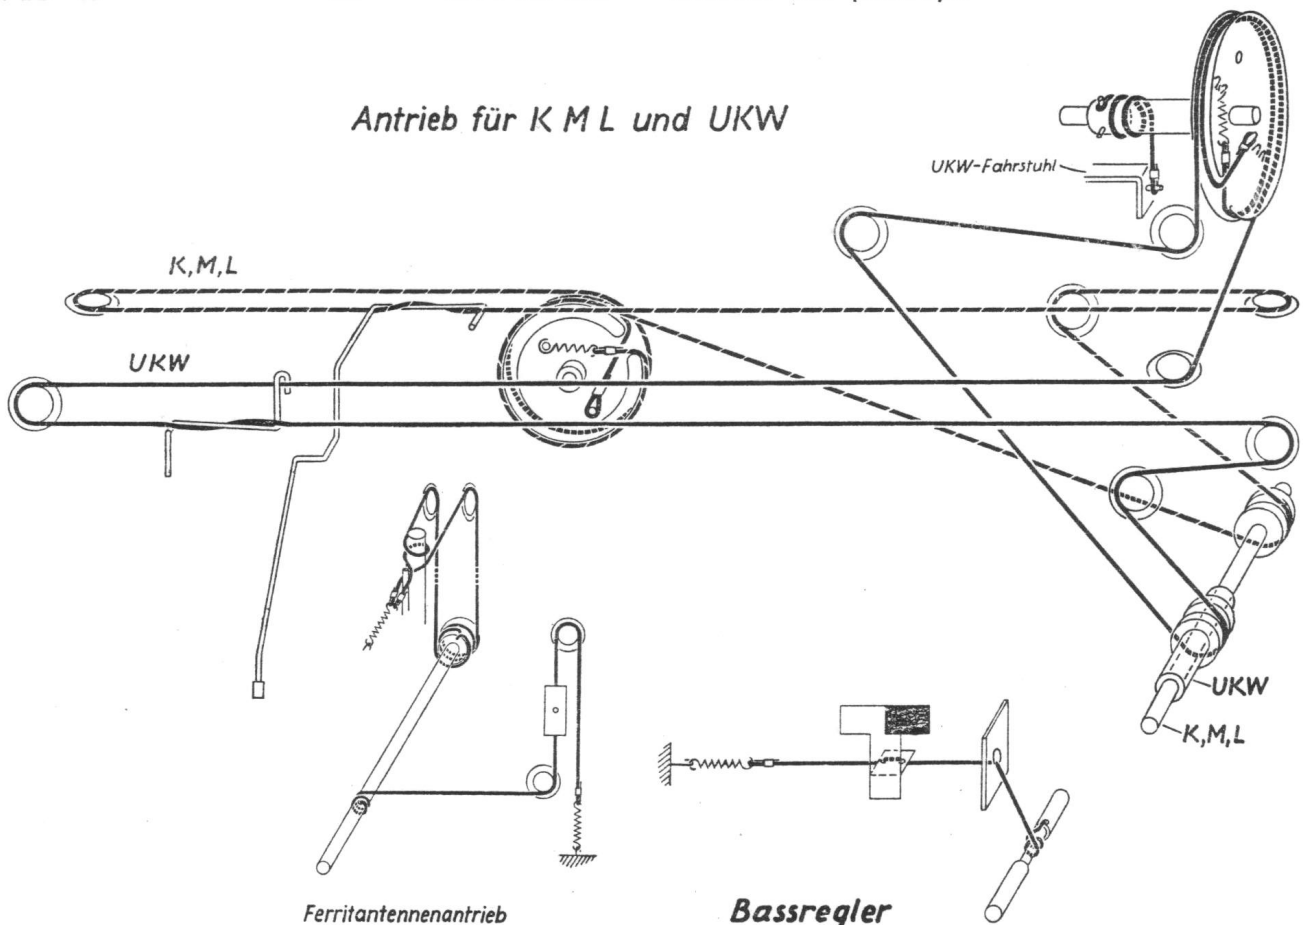 Antrieb für K M L und UKW
UKW-Fahrstuhl
K,M,L
UKW
UKW
K,M,L
Ferritantennenantrieb
Bassregler